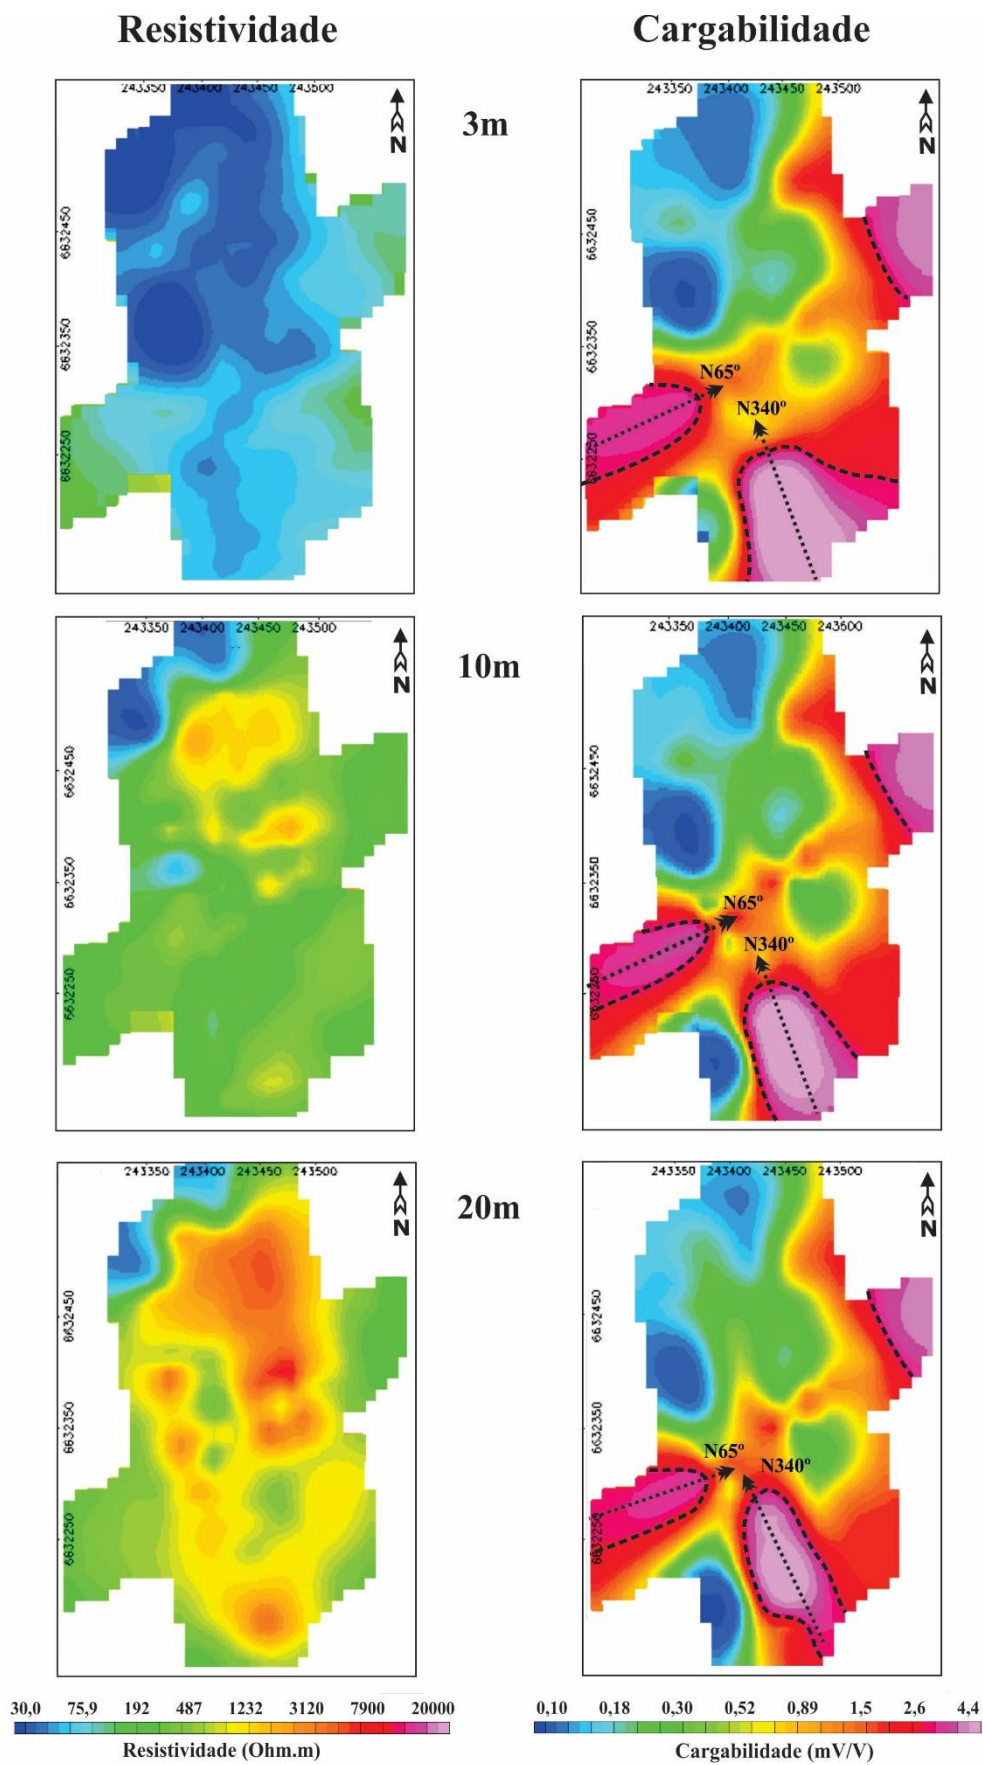 Resistividade
Cargabilidade
3m
243350 243400 243450 243500
N
6632450
6632350
6632250
243350 243400 243450 243500
N
6632450
6632350
6632250
N65º
N340º
10m
243350 243400 243450 243500
N
6632450
6632350
6632250
243350 243400 243450 243600
N
6632450
6632350
6632250
N65º
N340º
20m
243350 243400 243450 243500
N
6632450
6632350
6632250
243350 243400 243450 243500
N
6632450
6632350
6632250
N65º
N340º
30,0 75,9 192 487 1232 3120 7900 20000
Resistividade (Ohm.m)
0,10 0,18 0,30 0,52 0,89 1,5 2,6 4,4
Cargabilidade (mV/V)